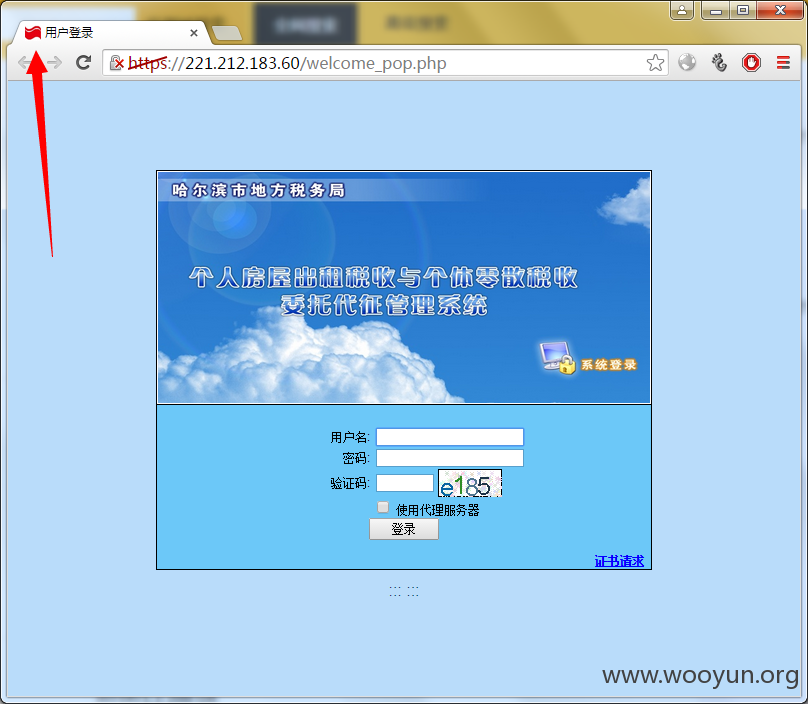 用户登录
https://221.212.183.60/welcome_pop.php
哈尔滨市地方税务局
个人房屋出租税收与个体零散税收
委托代征管理系统
系统登录
用户名:
密码:
验证码:
e185
使用代理服务器
登录
证书请求
::: :::
www.wooyun.org